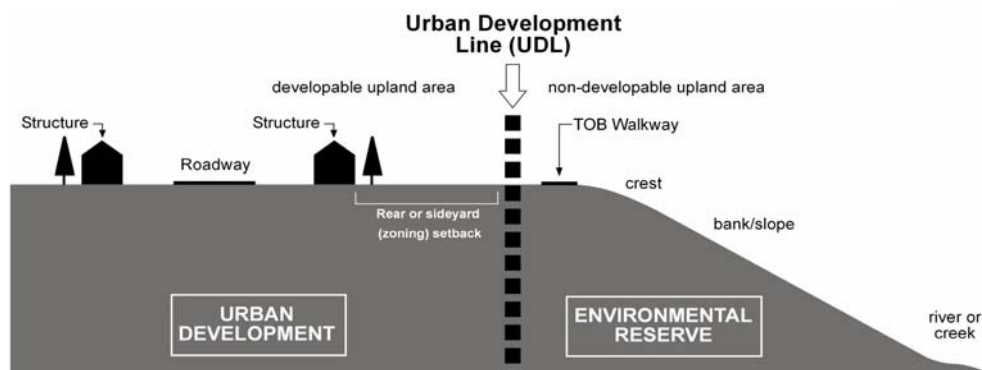 Urban Development
Line (UDL)
developable upland area
non-developable upland area
Structure
Structure
TOB Walkway
Roadway
crest
Rear or sideyard
(zoning) setback
bank/slope
URBAN
DEVELOPMENT
ENVIRONMENTAL
RESERVE
river or
creek